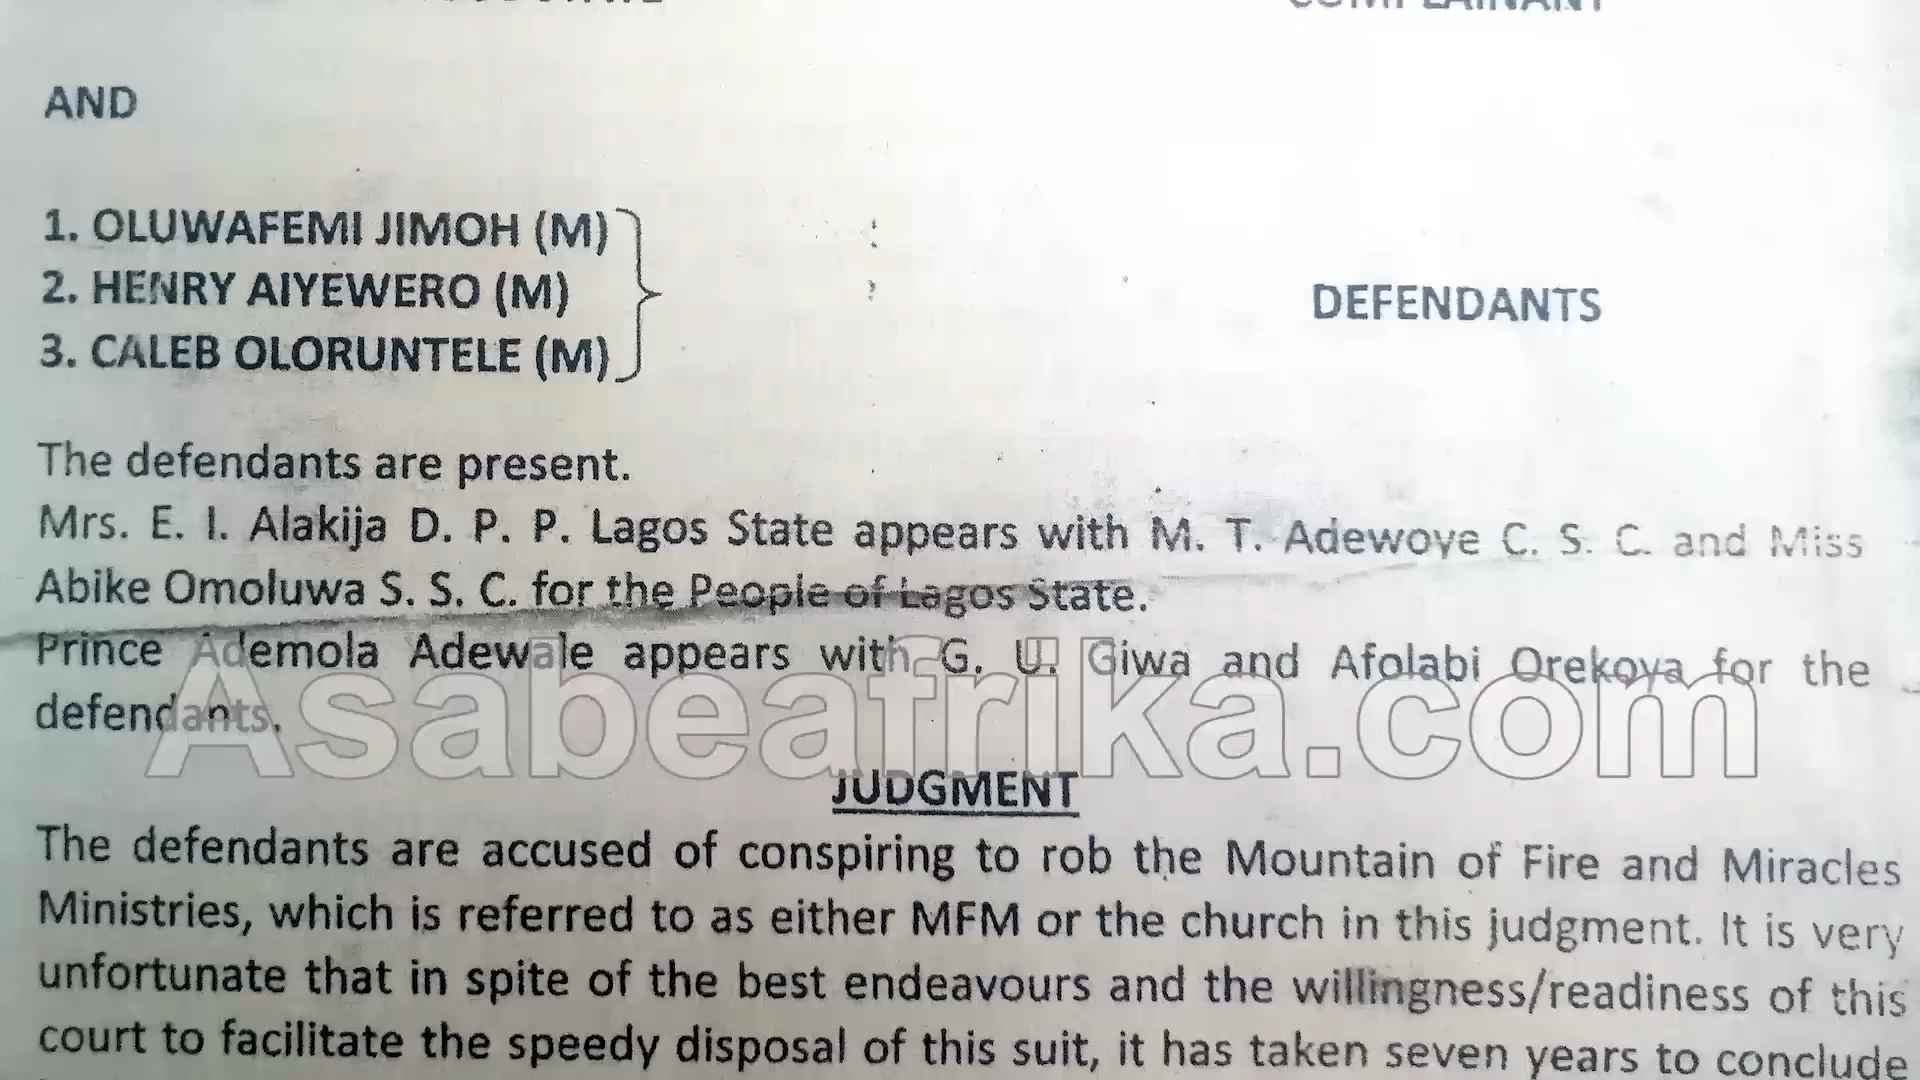 COMPLAINANT
AND
1. OLUWAFEMI JIMOH (M)
2. HENRY AIYEWERO (M)
DEFENDANTS
3. CALEB OLORUNTELE (M)
The defendants are present.
Mrs. E. I. Alakija D. P. P. Lagos State appears with M. T. Adewoye C. S. C. and Miss
Abike Omoluwa S. S. C. for the People of Lagos State.
Prince Ademola Adewale appears with G. U. Giwa and Afolabi Orekoya for the
defendants.
Asabeafrika.com
JUDGMENT
The defendants are accused of conspiring to rob the Mountain of Fire and Miracles
Ministries, which is referred to as either MFM or the church in this judgment. It is very
unfortunate that in spite of the best endeavours and the willingness/readiness of this
court to facilitate the speedy disposal of this suit, it has taken seven years to conclude